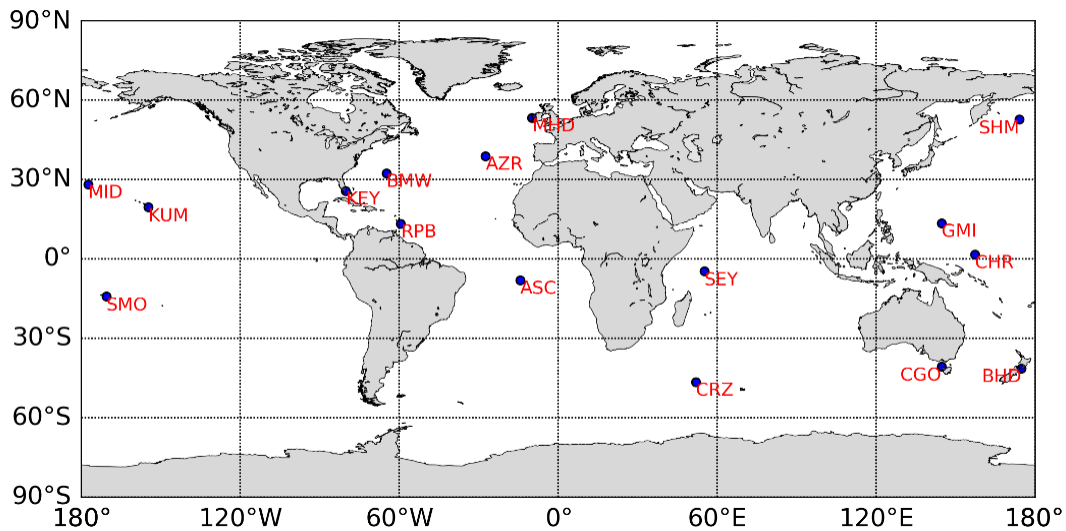 90°N
60°N
MHD
SHM
AZR
30°N
BMW
MID
KEY
KUM
RPB
GMI
0°
CHR
SEY
ASC
SMO
30°S
CGO
BHD
CRZ
60°S
90°S
180°
120°W
60°W
0°
60°E
120°E
180°